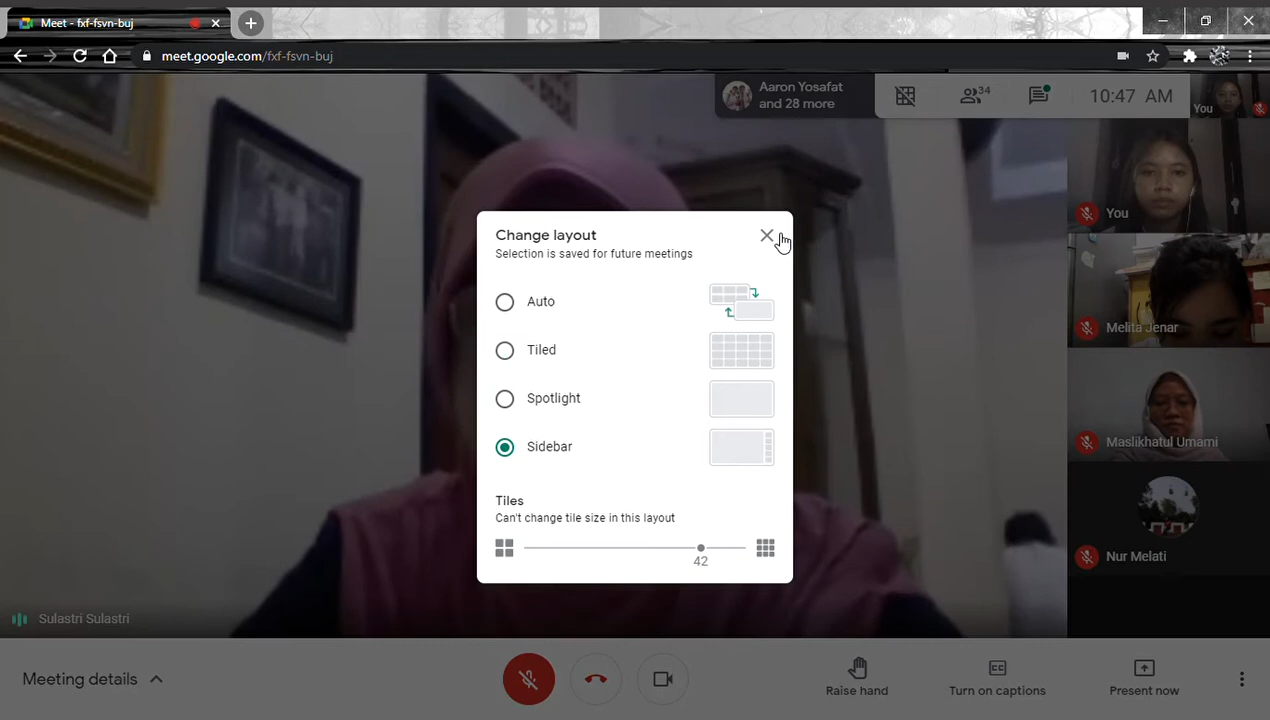 Meet - fxf-fsvn-buj
meet.google.com/fxf-fsvn-buj
Aaron Yosafat
and 28 more
34
10:47 AM
You
You
Melita Jenar
Maslikhatul Umami
Nur Melati
Change layout
Selection is saved for future meetings
Auto
Tiled
Spotlight
Sidebar
Tiles
Can't change tile size in this layout
42
Sulastri Sulastri
Meeting details
Raise hand
CC
Turn on captions
Present now